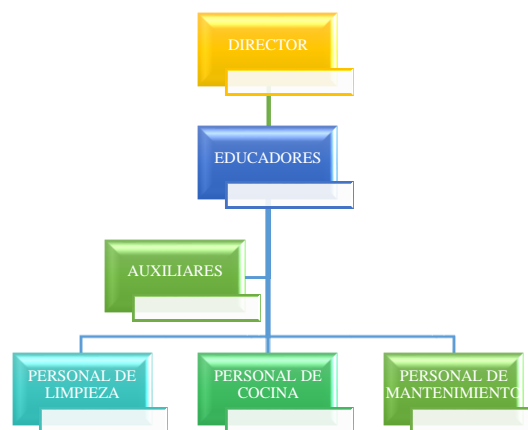 DIRECTOR
EDUCADORES
AUXILIARES
PERSONAL DE
LIMPIEZA
PERSONAL DE
COCINA
PERSONAL DE
MANTENIMIENTO